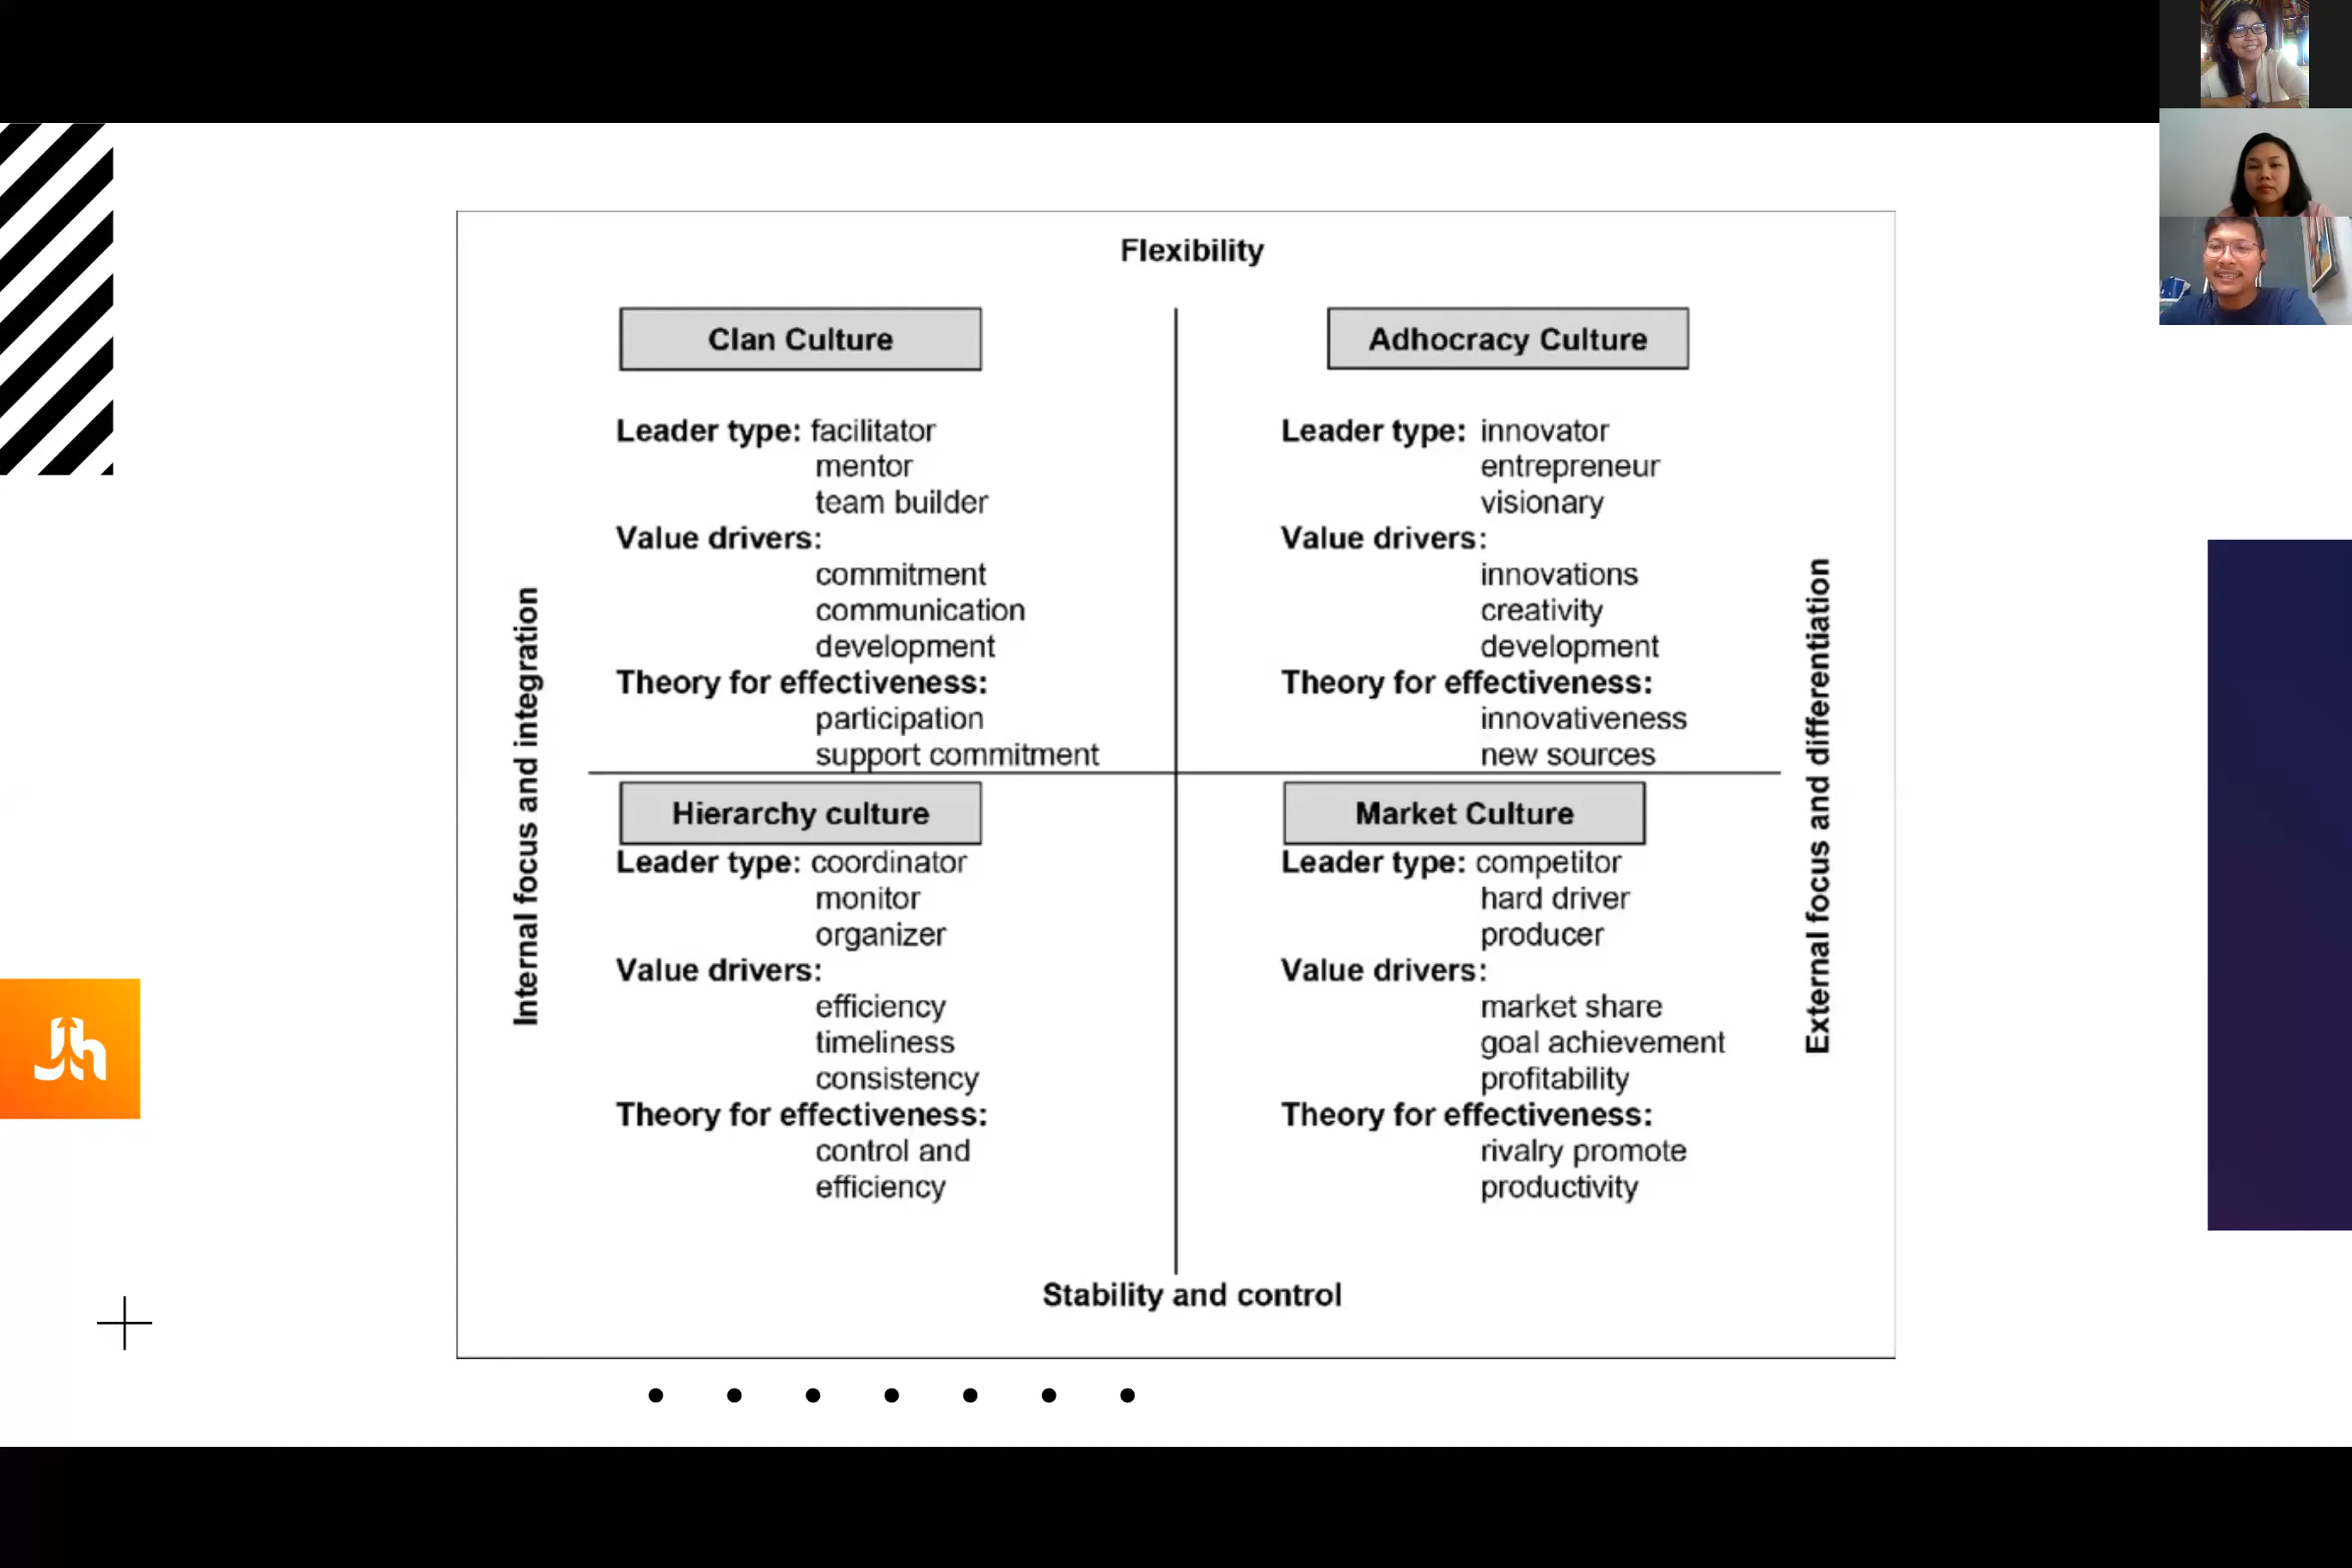 Flexibility
Clan Culture
Leader type: facilitator
mentor
team builder
Value drivers:
commitment
communication
development
Theory for effectiveness:
participation
support commitment
Adhocracy Culture
Leader type: innovator
entrepreneur
visionary
Value drivers:
innovations
creativity
development
Theory for effectiveness:
innovativeness
new sources
Internal focus and integration
External focus and differentiation
Hierarchy culture
Leader type: coordinator
monitor
organizer
Value drivers:
efficiency
timeliness
consistency
Theory for effectiveness:
control and
efficiency
Market Culture
Leader type: competitor
hard driver
producer
Value drivers:
market share
goal achievement
profitability
Theory for effectiveness:
rivalry promote
productivity
Stability and control
Jh